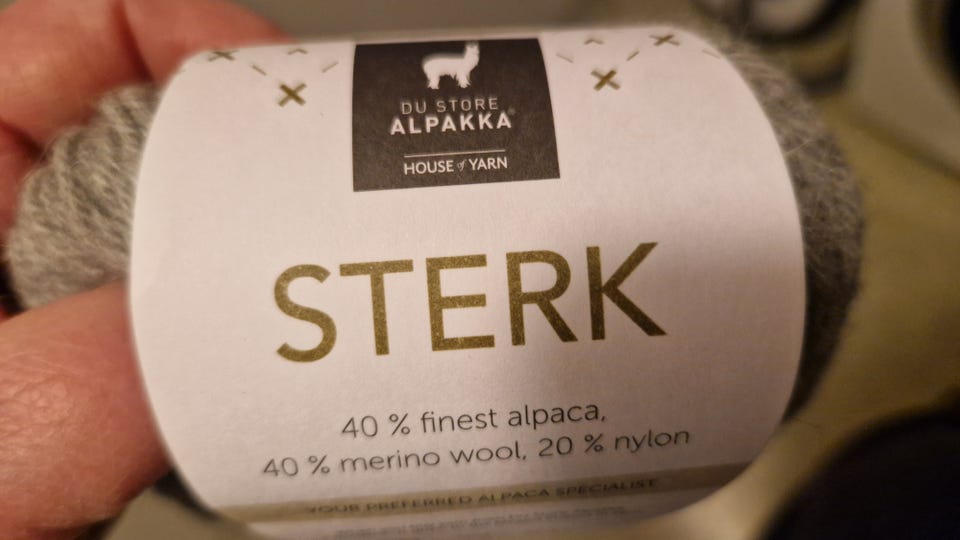 DU STORE
ALPAKKA®
HOUSE of YARN
STERK
40 % finest alpaca,
40 % merino wool, 20 % nylon
YOUR PREFERRED ALPACA SPECIALIST